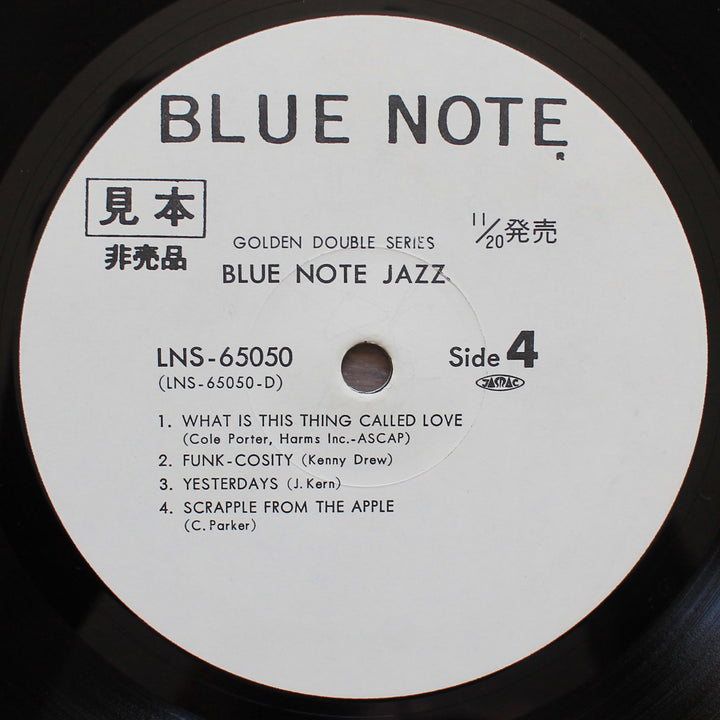 BLUE NOTE
R
見本
非売品
11/20発売
GOLDEN DOUBLE SERIES
BLUE NOTE JAZZ
LNS-65050
(LNS-65050-D)
Side 4
JASRAC
1. WHAT IS THIS THING CALLED LOVE
(Cole Porter, Harms Inc.-ASCAP)
2. FUNK-COSITY (Kenny Drew)
3. YESTERDAYS (J. Kern)
4. SCRAPPLE FROM THE APPLE
(C. Parker)